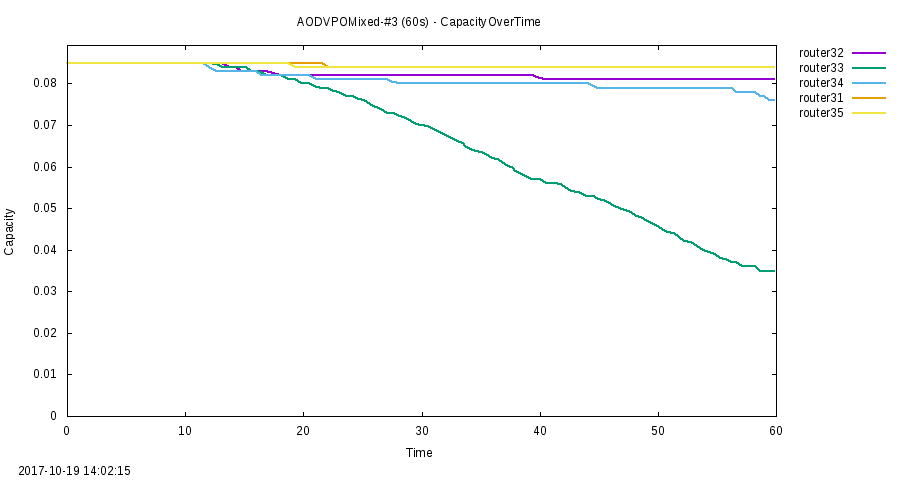 AODVPOMixed-#3 (60s) - CapacityOverTime
router32
router33
router34
router31
router35
0.08
0.07
0.06
0.05
0.04
0.03
0.02
0.01
0
Capacity
0 10 20 30 40 50 60
Time
2017-10-19 14:02:15